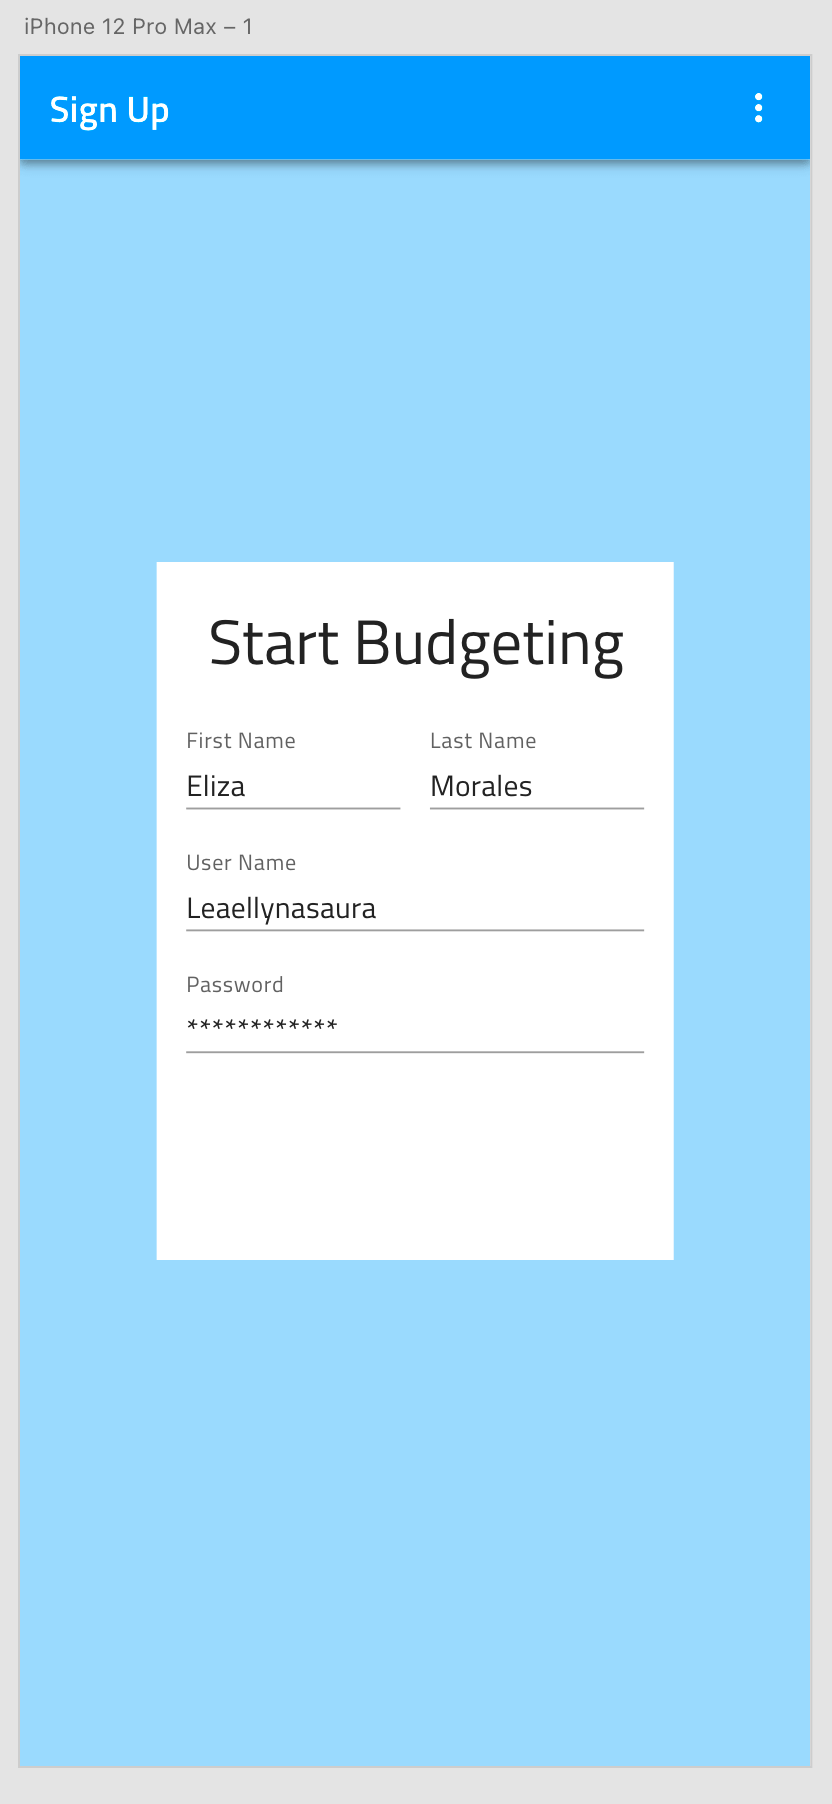 iPhone 12 Pro Max – 1
Sign Up
Start Budgeting
First Name Last Name
Eliza Morales
User Name
Leaellynasaura
Password
************